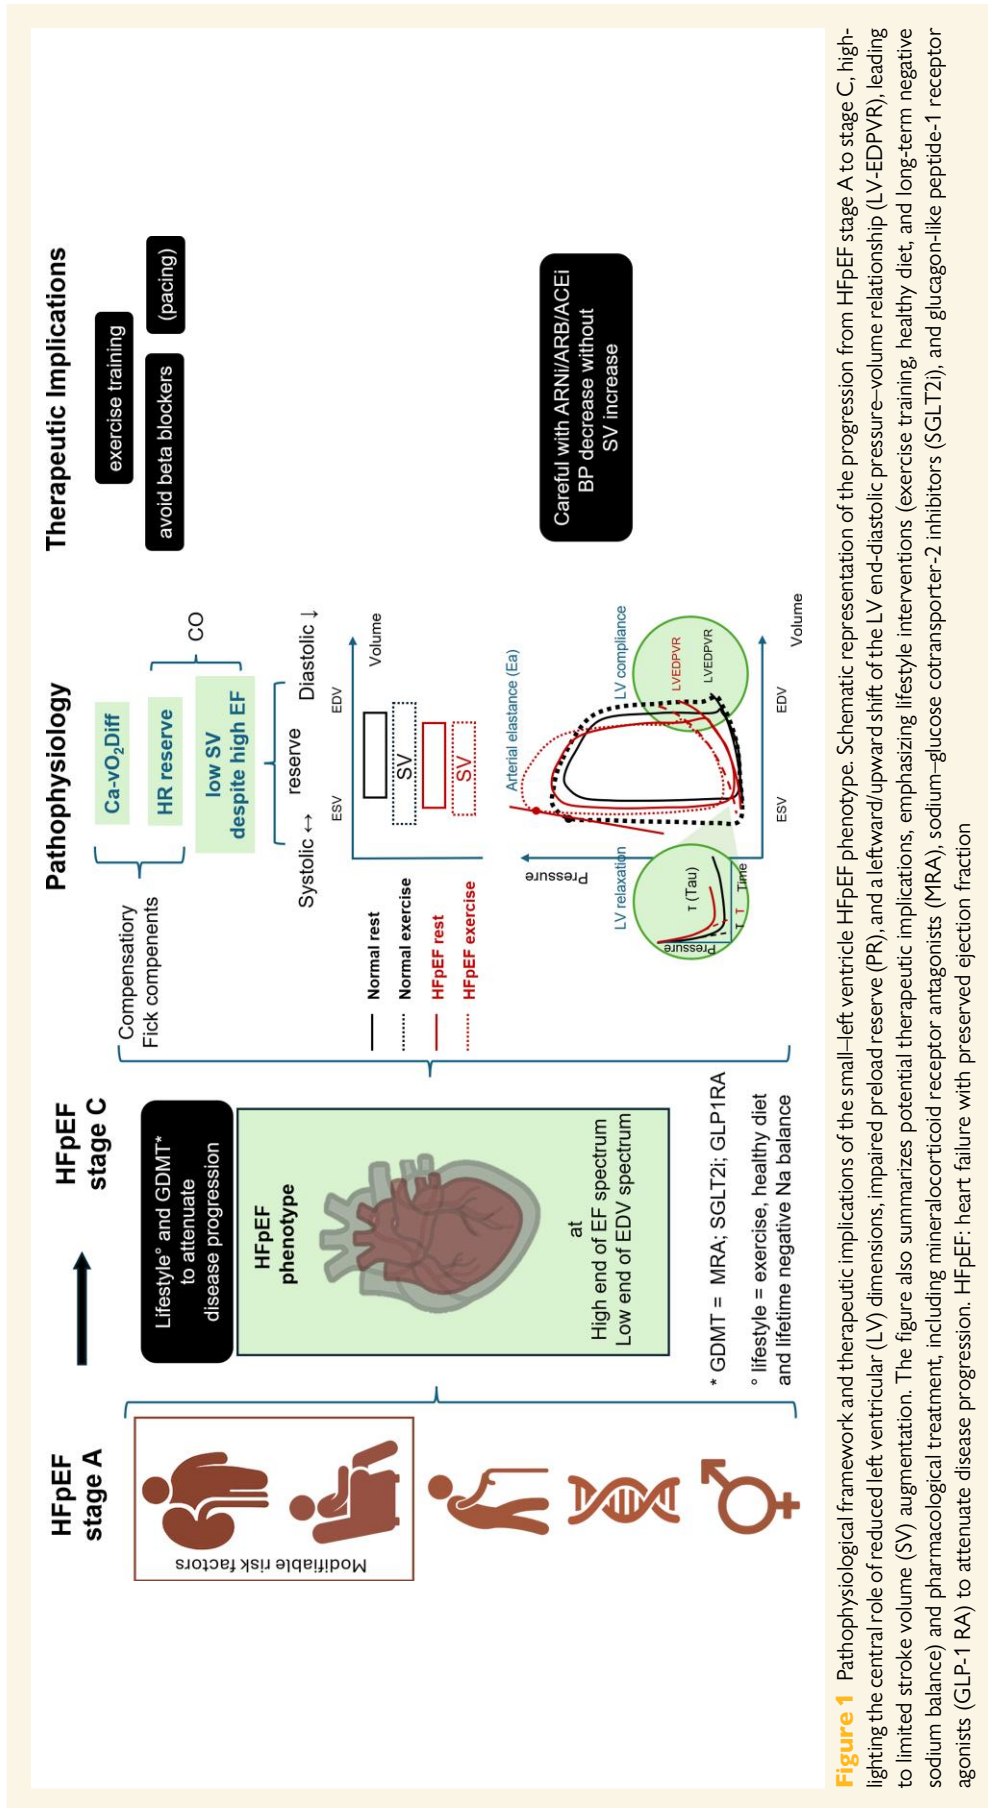 HFpEF
stage A
Modifiable risk factors
HFpEF
stage C
Lifestyle° and GDMT*
to attenuate
disease progression
HFpEF
phenotype
at
High end of EF spectrum
Low end of EDV spectrum
* GDMT = MRA; SGLT2i; GLP1RA
° lifestyle = exercise, healthy diet
and lifetime negative Na balance
Pathophysiology
Compensatory
Fick compenents
Ca-vO₂Diff
HR reserve
low SV
despite high EF
CO
Systolic ↔
reserve
Diastolic ↓
ESV
EDV
Volume
SV
SV
Normal rest
Normal exercise
HFpEF rest
HFpEF exercise
Arterial elastance (Ea)
Pressure
LV relaxation
LV compliance
Pressure
τ (Tau)
τ
τ
Time
LVEDPVR
LVEDPVR
ESV
EDV
Volume
Therapeutic Implications
exercise training
avoid beta blockers
(pacing)
Careful with ARNi/ARB/ACEi
BP decrease without
SV increase
Figure 1 Pathophysiological framework and therapeutic implications of the small–left ventricle HFpEF phenotype. Schematic representation of the progression from HFpEF stage A to stage C, high-
lighting the central role of reduced left ventricular (LV) dimensions, impaired preload reserve (PR), and a leftward/upward shift of the LV end-diastolic pressure–volume relationship (LV-EDPVR), leading
to limited stroke volume (SV) augmentation. The figure also summarizes potential therapeutic implications, emphasizing lifestyle interventions (exercise training, healthy diet, and long-term negative
sodium balance) and pharmacological treatment, including mineralocorticoid receptor antagonists (MRA), sodium–glucose cotransporter-2 inhibitors (SGLT2i), and glucagon-like peptide-1 receptor
agonists (GLP-1 RA) to attenuate disease progression. HFpEF: heart failure with preserved ejection fraction